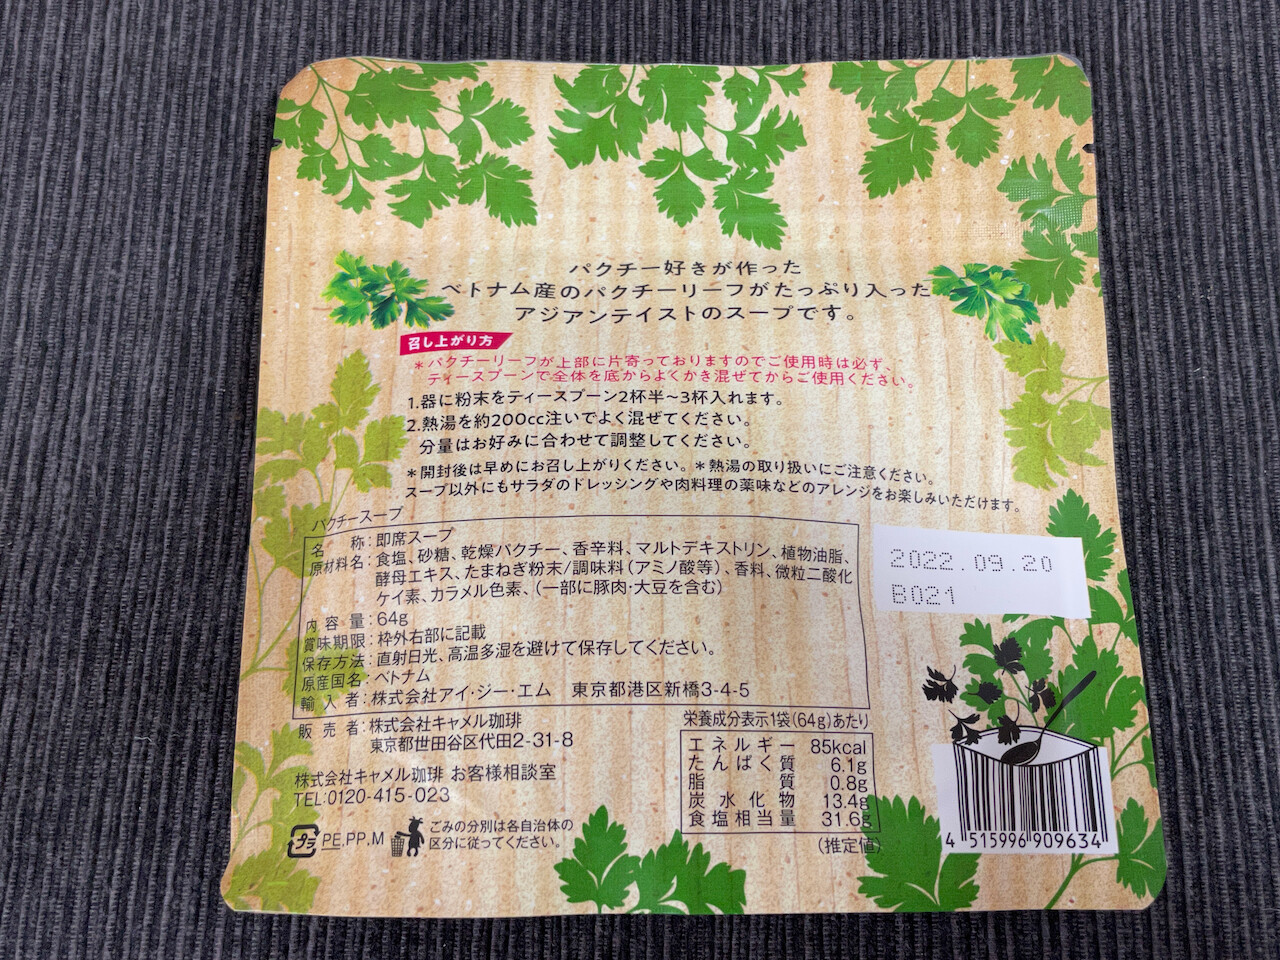 パクチー好きが作った
ベトナム産のパクチーリーフがたっぷり入った
アジアンテイストのスープです。
召し上がり方
＊パクチーリーフが上部に片寄っておりますのでご使用時は必ず、
ティースプーンで全体を底からよくかき混ぜてからご使用ください。
1.器に粉末をティースプーン2杯半～3杯入れます。
2.熱湯を約200cc注いでよく混ぜてください。
分量はお好みに合わせて調整してください。
＊開封後は早めにお召し上がりください。＊熱湯の取り扱いにご注意ください。
スープ以外にもサラダのドレッシングや肉料理の薬味などのアレンジをお楽しみいただけます。
パクチースープ
名称：即席スープ
原材料名：食塩、砂糖、乾燥パクチー、香辛料、マルトデキストリン、植物油脂、
酵母エキス、たまねぎ粉末/調味料（アミノ酸等）、香料、微粒二酸化
ケイ素、カラメル色素、（一部に豚肉・大豆を含む）
内容量：64g
賞味期限：枠外右部に記載
保存方法：直射日光、高温多湿を避けて保存してください。
原産国名：ベトナム
輸入者：株式会社アイ・ジー・エム 東京都港区新橋3-4-5
2022.09.20
B021
販売者：株式会社キャメル珈琲
東京都世田谷区代田2-31-8
株式会社キャメル珈琲 お客様相談室
TEL:0120-415-023
プラ PE,PP,M
ごみの分別は各自治体の
区分に従ってください。
栄養成分表示1袋（64g）あたり
エネルギー 85kcal
たんぱく質 6.1g
脂質 0.8g
炭水化物 13.4g
食塩相当量 31.6g
（推定値）
4 515996 909634